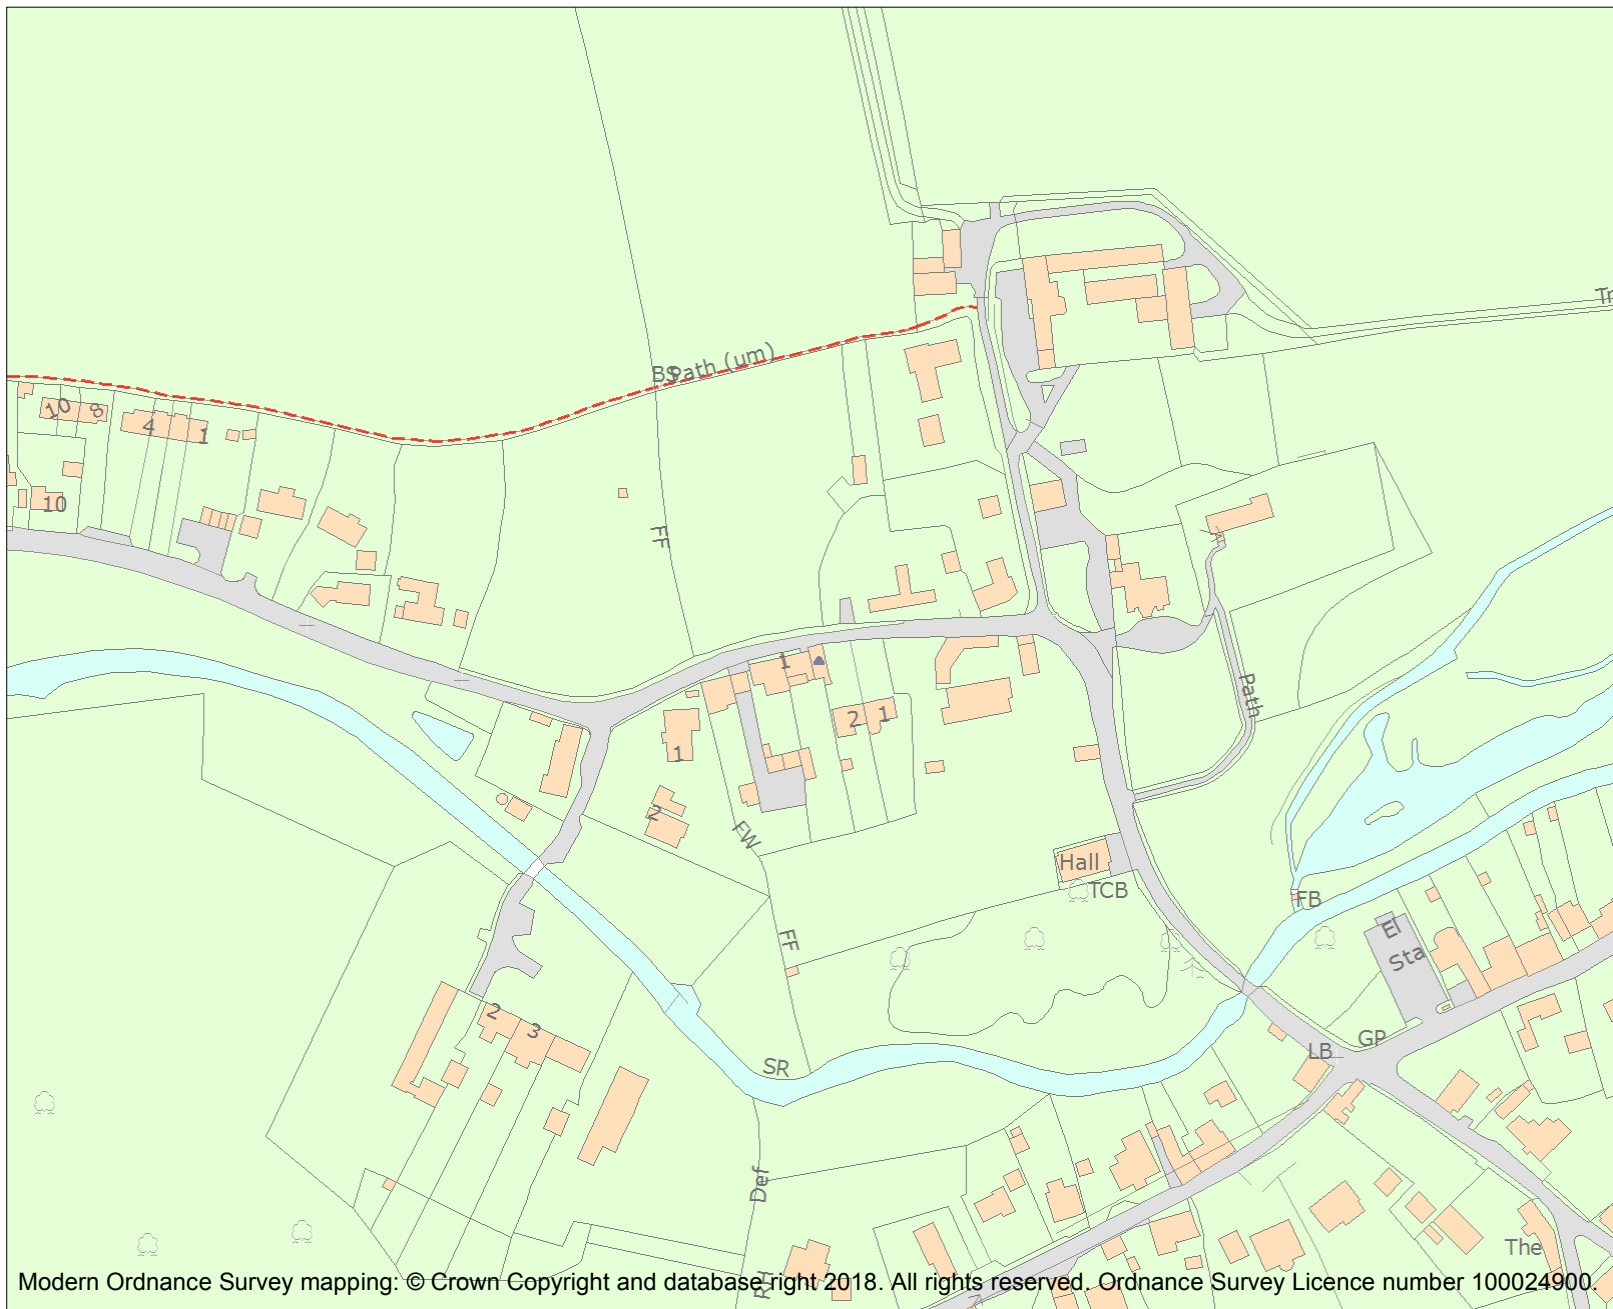 Tr
BS
Path (um)
10
8
4
1
10
FF
1
Path
2
1
1
2
FW
Hall
TCB
FB
El
Sta
FF
2
3
SR
GP
LB
Def
The
RH
Modern Ordnance Survey mapping: © Crown Copyright and database right 2018. All rights reserved. Ordnance Survey Licence number 100024900.